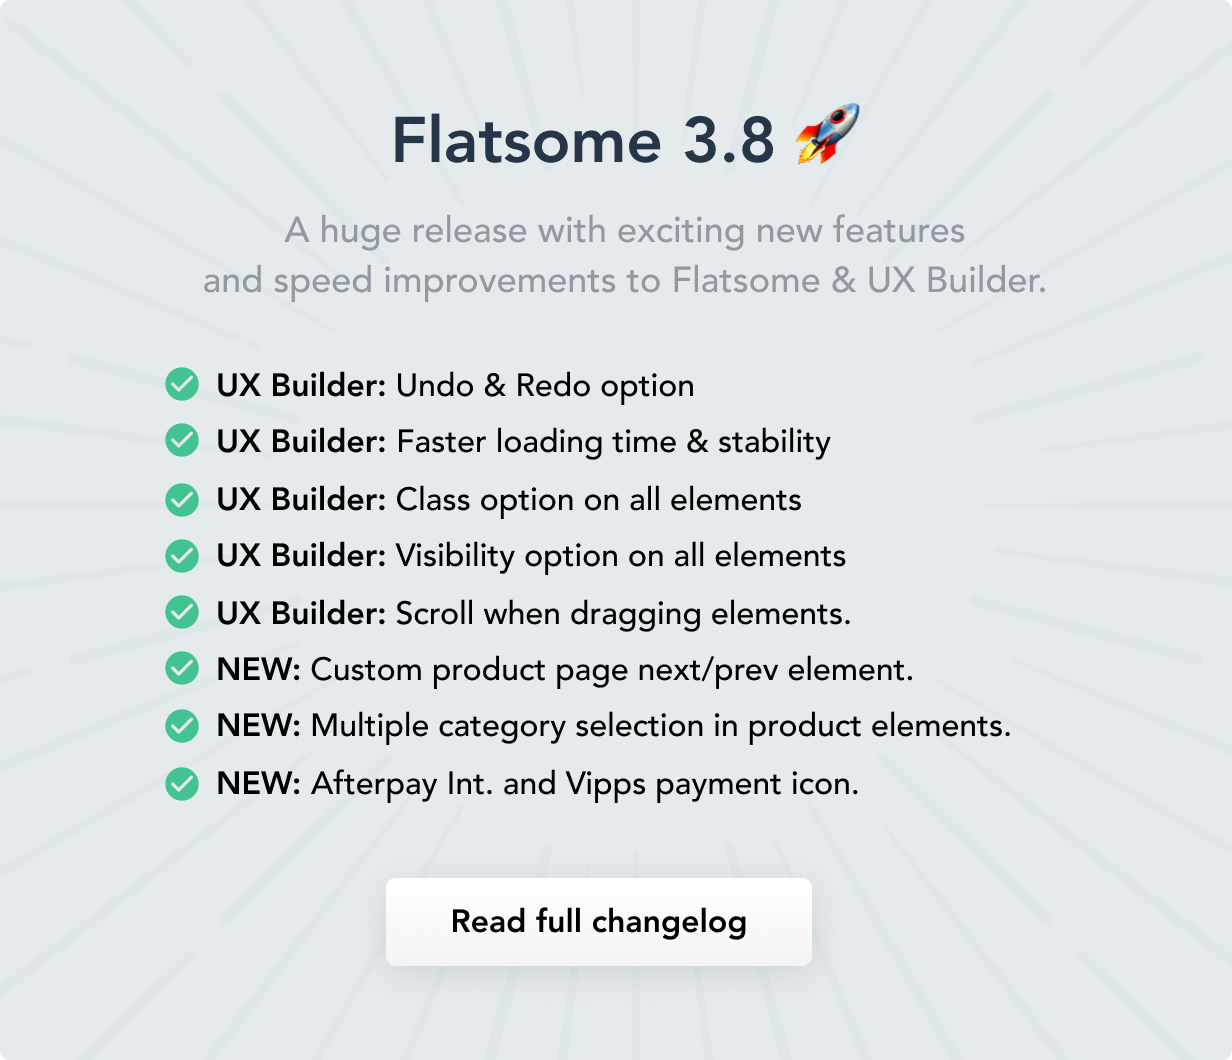 Flatsome 3.8 🚀
A huge release with exciting new features
and speed improvements to Flatsome & UX Builder.
UX Builder: Undo & Redo option
UX Builder: Faster loading time & stability
UX Builder: Class option on all elements
UX Builder: Visibility option on all elements
UX Builder: Scroll when dragging elements.
NEW: Custom product page next/prev element.
NEW: Multiple category selection in product elements.
NEW: Afterpay Int. and Vipps payment icon.
Read full changelog